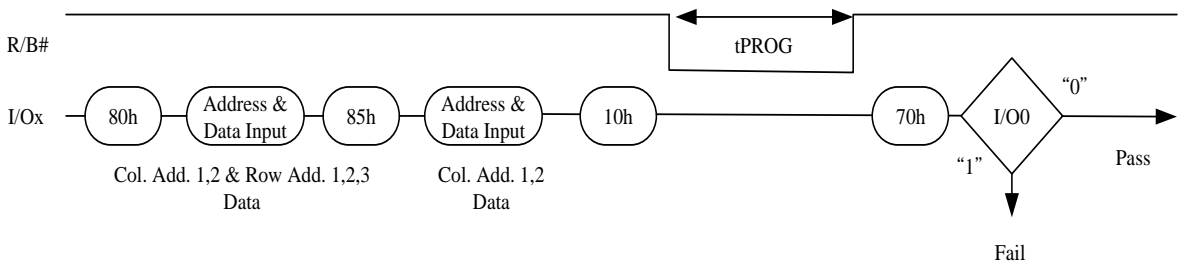 R/B#
tPROG
I/Ox
80h
Address &
Data Input
85h
Address &
Data Input
10h
70h
I/O0
“0”
“1”
Pass
Col. Add. 1,2 & Row Add. 1,2,3
Data
Col. Add. 1,2
Data
Fail